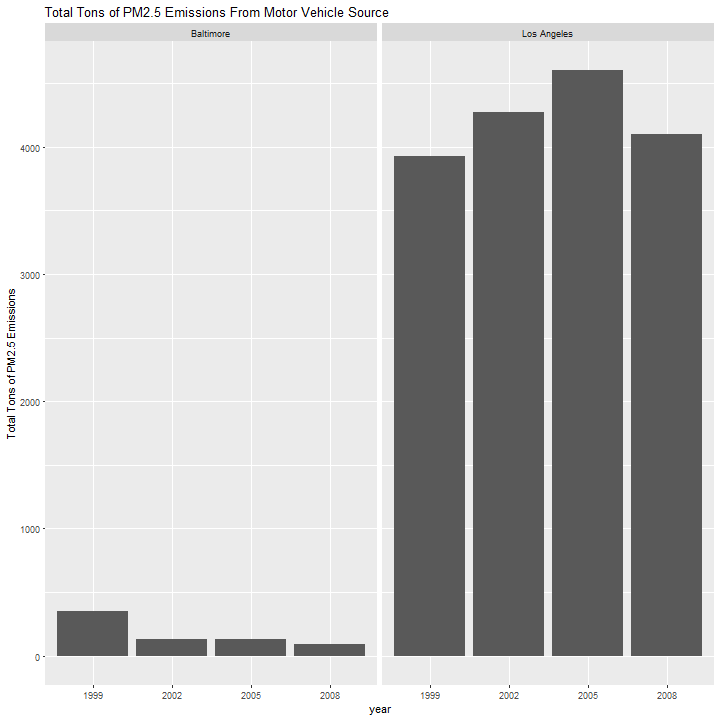 Total Tons of PM2.5 Emissions From Motor Vehicle Source
Baltimore
Los Angeles
Total Tons of PM2.5 Emissions
4000
3000
2000
1000
0
1999 2002 2005 2008
1999 2002 2005 2008
year